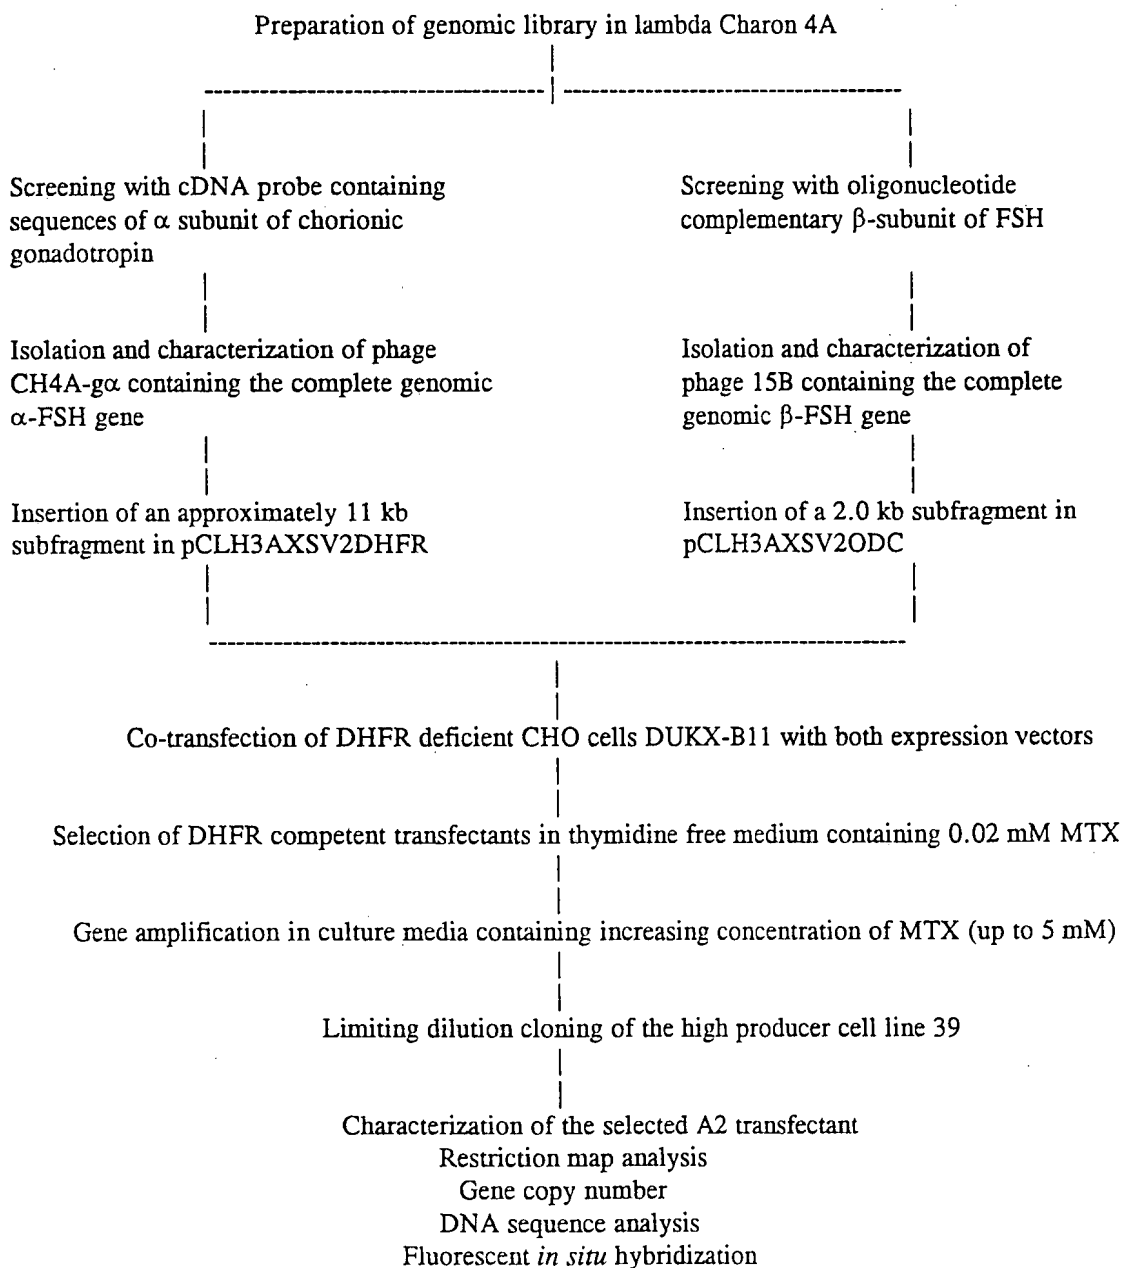 Preparation of genomic library in lambda Charon 4A
Screening with cDNA probe containing
sequences of α subunit of chorionic
gonadotropin
Screening with oligonucleotide
complementary β-subunit of FSH
Isolation and characterization of phage
CH4A-gα containing the complete genomic
α-FSH gene
Isolation and characterization of
phage 15B containing the complete
genomic β-FSH gene
Insertion of an approximately 11 kb
subfragment in pCLH3AXSV2DHFR
Insertion of a 2.0 kb subfragment in
pCLH3AXSV2ODC
Co-transfection of DHFR deficient CHO cells DUKX-B11 with both expression vectors
Selection of DHFR competent transfectants in thymidine free medium containing 0.02 mM MTX
Gene amplification in culture media containing increasing concentration of MTX (up to 5 mM)
Limiting dilution cloning of the high producer cell line 39
Characterization of the selected A2 transfectant
Restriction map analysis
Gene copy number
DNA sequence analysis
Fluorescent in situ hybridization